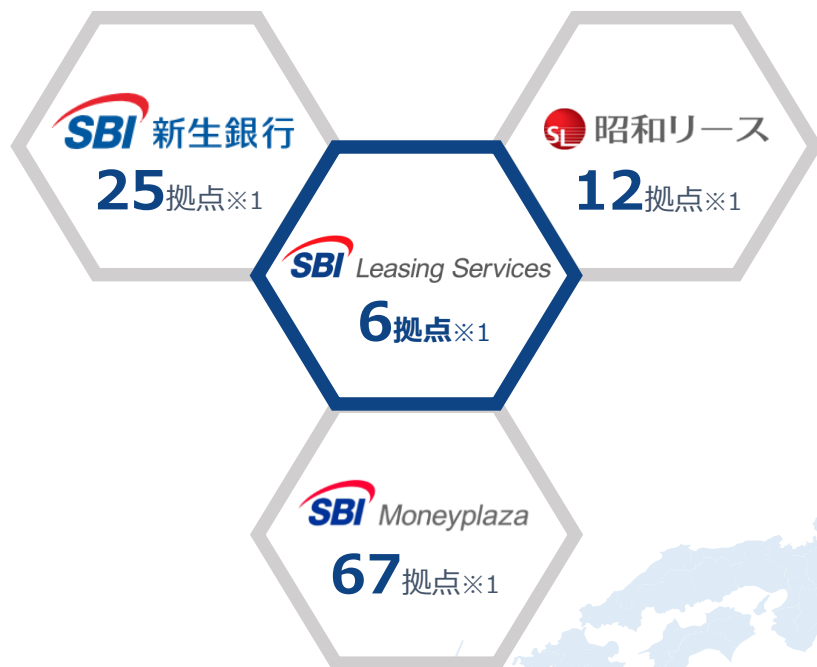 SBI 新生銀行
25拠点※1
SL 昭和リース
12拠点※1
SBI Leasing Services
6拠点※1
SBI Moneyplaza
67拠点※1